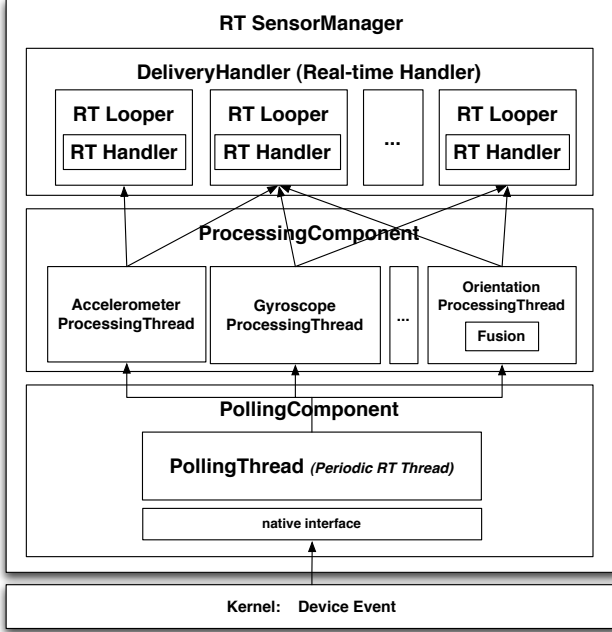 RT SensorManager
DeliveryHandler (Real-time Handler)
RT Looper
RT Handler
RT Looper
RT Handler
...
RT Looper
RT Handler
ProcessingComponent
Accelerometer
ProcessingThread
Gyroscope
ProcessingThread
...
Orientation
ProcessingThread
Fusion
PollingComponent
PollingThread (Periodic RT Thread)
native interface
Kernel: Device Event